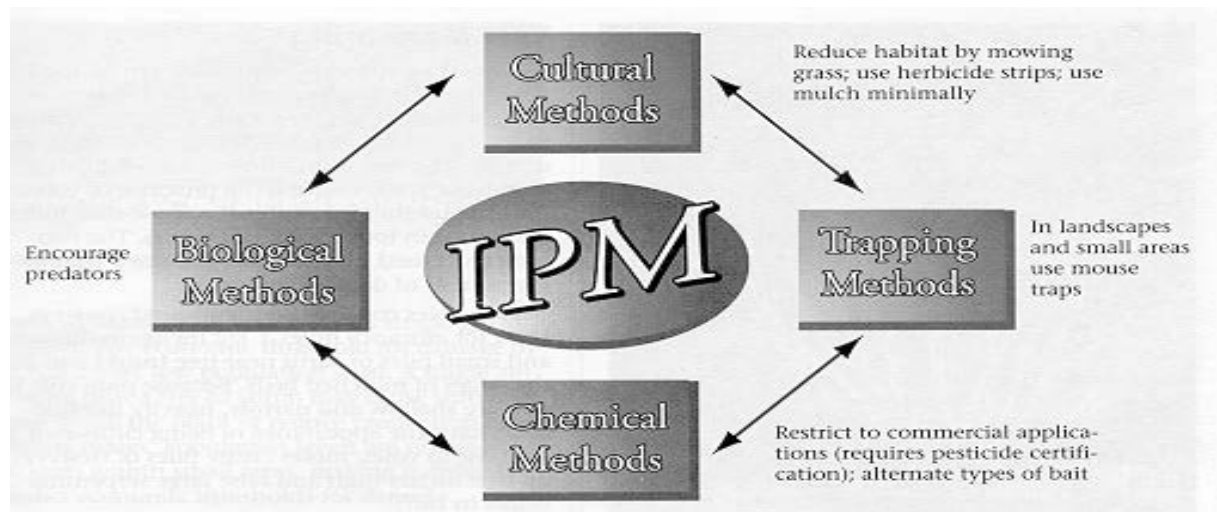 Cultural
Methods
Reduce habitat by mowing
grass; use herbicide strips; use
mulch minimally
Encourage
predators
Biological
Methods
IPM
Trapping
Methods
In landscapes
and small areas
use mouse
traps
Chemical
Methods
Restrict to commercial applica-
tions (requires pesticide certifi-
cation); alternate types of bait